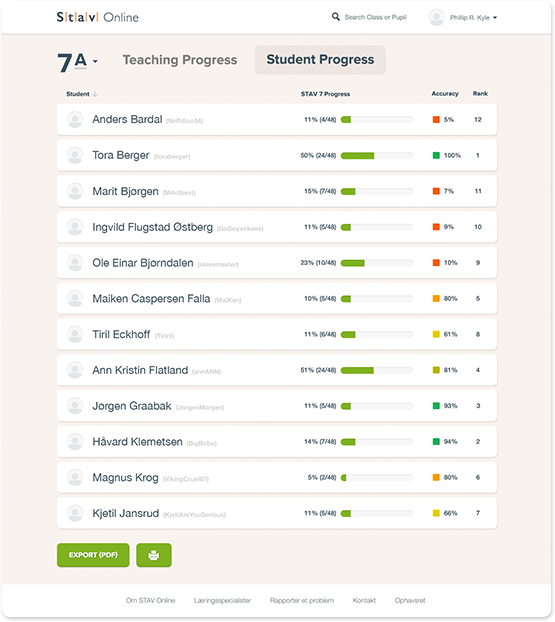 S|t|a|v| Online
Search Class or Pupil
Phillip R. Kyle
7A
Teaching Progress
Student Progress
Student
STAV 7 Progress
Accuracy
Rank
Anders Bardal (NoRdico34) 11% (4/48) 5% 12
Tora Berger (toraberger) 50% (24/48) 100% 1
Marit Bjørgen (M4ritbest) 15% (7/48) 7% 11
Ingvild Flugstad Østberg (GoGoyankees) 11% (5/48) 9% 10
Ole Einar Bjørndalen (skiesmaster) 23% (10/48) 10% 9
Maiken Caspersen Falla (MaiKen) 10% (5/48) 80% 5
Tiril Eckhoff (Tiriril) 11% (6/48) 61% 8
Ann Kristin Flatland (annANN) 51% (24/48) 81% 4
Jørgen Graabak (JorgenMorgen) 11% (5/48) 93% 3
Håvard Klemetsen (BigBobo) 14% (7/48) 94% 2
Magnus Krog (VikingCruel67) 5% (2/48) 80% 6
Kjetil Jansrud (KjetilAreYouSerious) 11% (5/48) 66% 7
EXPORT (PDF)
Om STAV Online
Læringsspecialister
Rapporter et problem
Kontakt
Ophavsret